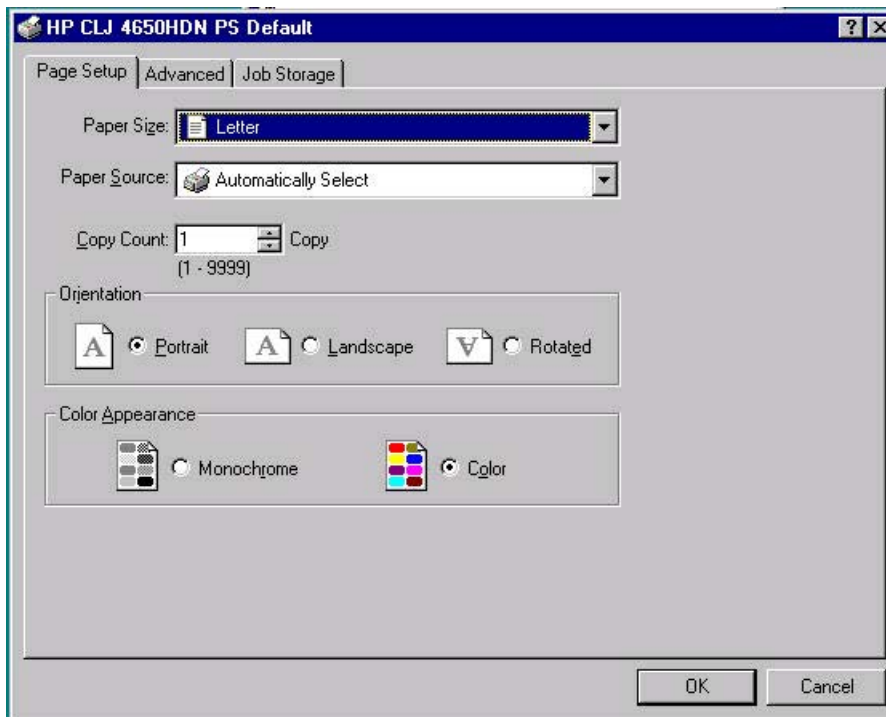 HP CLJ 4650HDN PS Default
Page Setup Advanced Job Storage
Paper Size: Letter
Paper Source: Automatically Select
Copy Count: 1 Copy
(1 - 9999)
Orientation
A Portrait A Landscape A Rotated
Color Appearance
Monochrome Color
OK Cancel